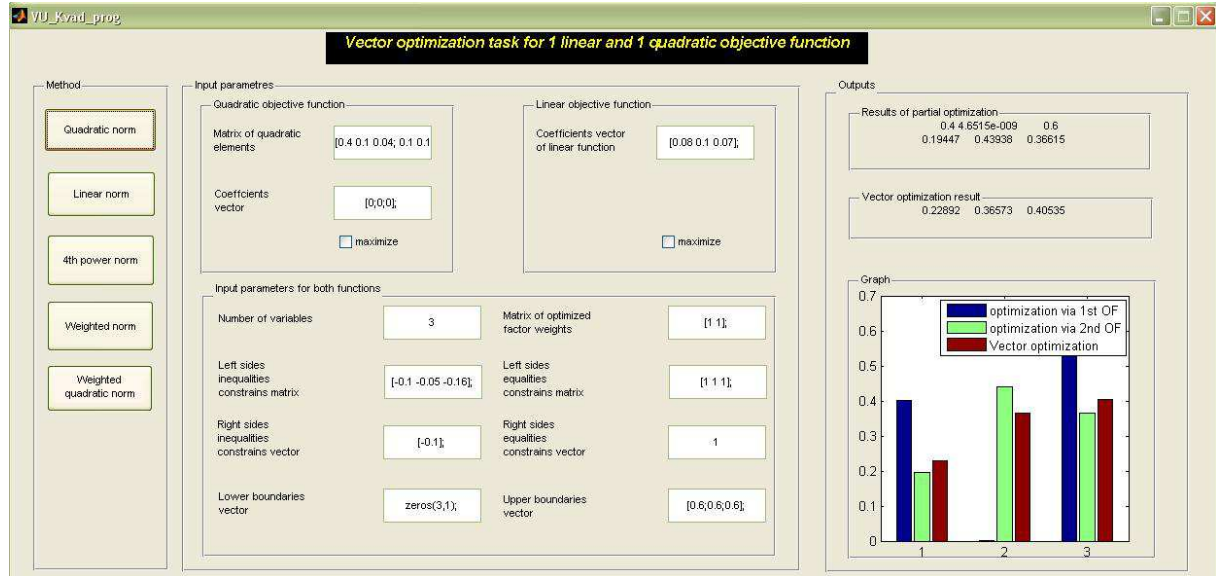 VU_Kvad_prog
Vector optimization task for 1 linear and 1 quadratic objective function
Method
Quadratic norm
Linear norm
4th power norm
Weighted norm
Weighted
quadratic norm
Input parametres
Quadratic objective function
Matrix of quadratic
elements
[0.4 0.1 0.04; 0.1 0.1
Coeffcients
vector
[0;0;0];
maximize
Linear objective function
Coefficients vector
of linear function
[0.08 0.1 0.07];
maximize
Input parameters for both functions
Number of variables
3
Matrix of optimized
factor weights
[1 1];
Left sides
inequalities
constrains matrix
[-0.1 -0.05 -0.16];
Left sides
equalities
constrains matrix
[1 1 1];
Right sides
inequalities
constrains vector
[-0.1];
Right sides
equalities
constrains vector
1
Lower boundaries
vector
zeros(3,1);
Upper boundaries
vector
[0.6;0.6;0.6];
Outputs
Results of partial optimization
0.4 4.6515e-009 0.6
0.19447 0.43938 0.36615
Vector optimization result
0.22892 0.36573 0.40535
Graph
0.7
0.6
0.5
0.4
0.3
0.2
0.1
0
1
2
3
optimization via 1st OF
optimization via 2nd OF
Vector optimization